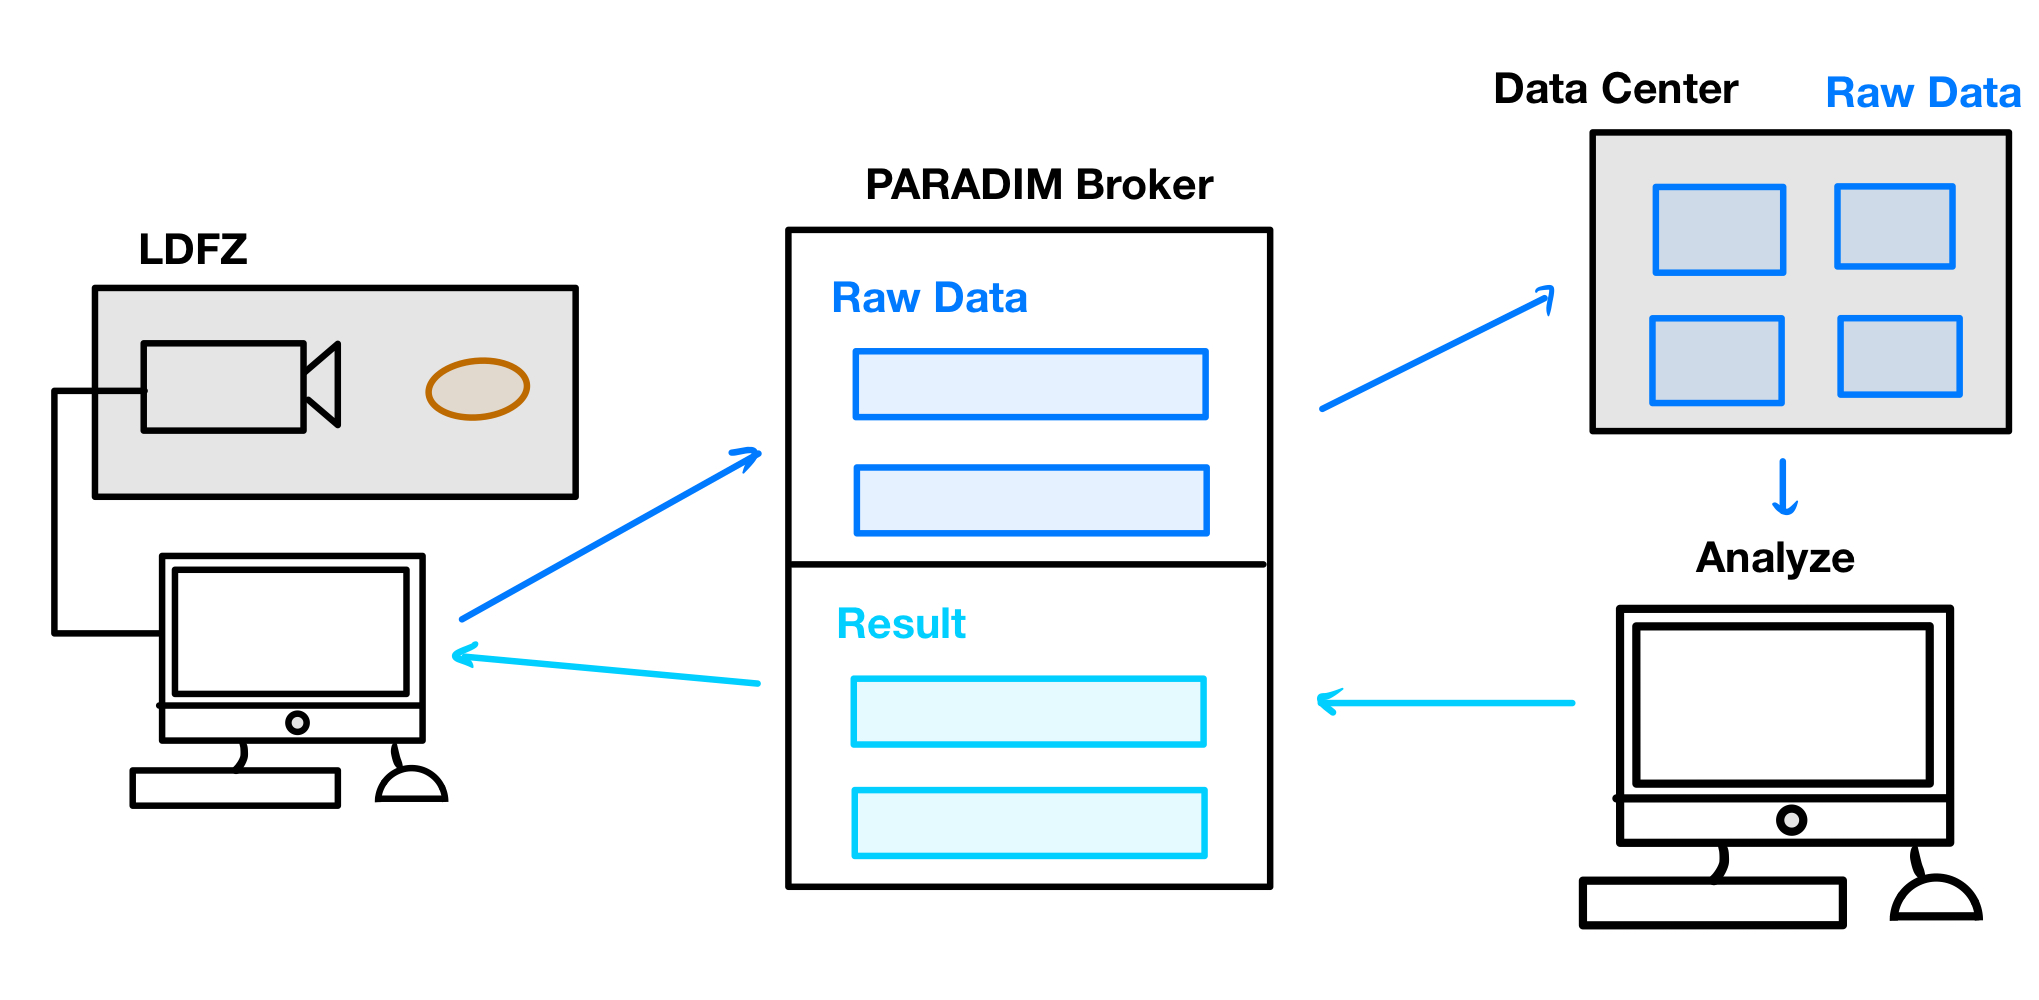 LDFZ
PARADIM Broker
Raw Data
Result
Data Center
Raw Data
Analyze